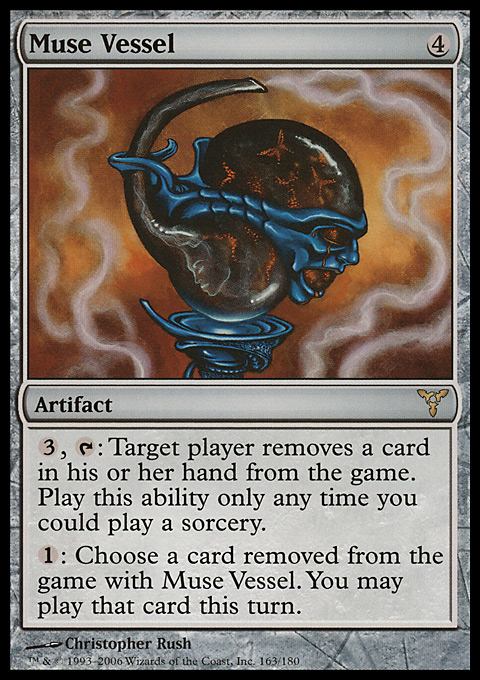 Muse Vessel 4
Artifact
3, : Target player removes a card
in his or her hand from the game.
Play this ability only any time you
could play a sorcery.
1: Choose a card removed from the
game with Muse Vessel. You may
play that card this turn.
Christopher Rush
™ & © 1993–2006 Wizards of the Coast, Inc. 163/180